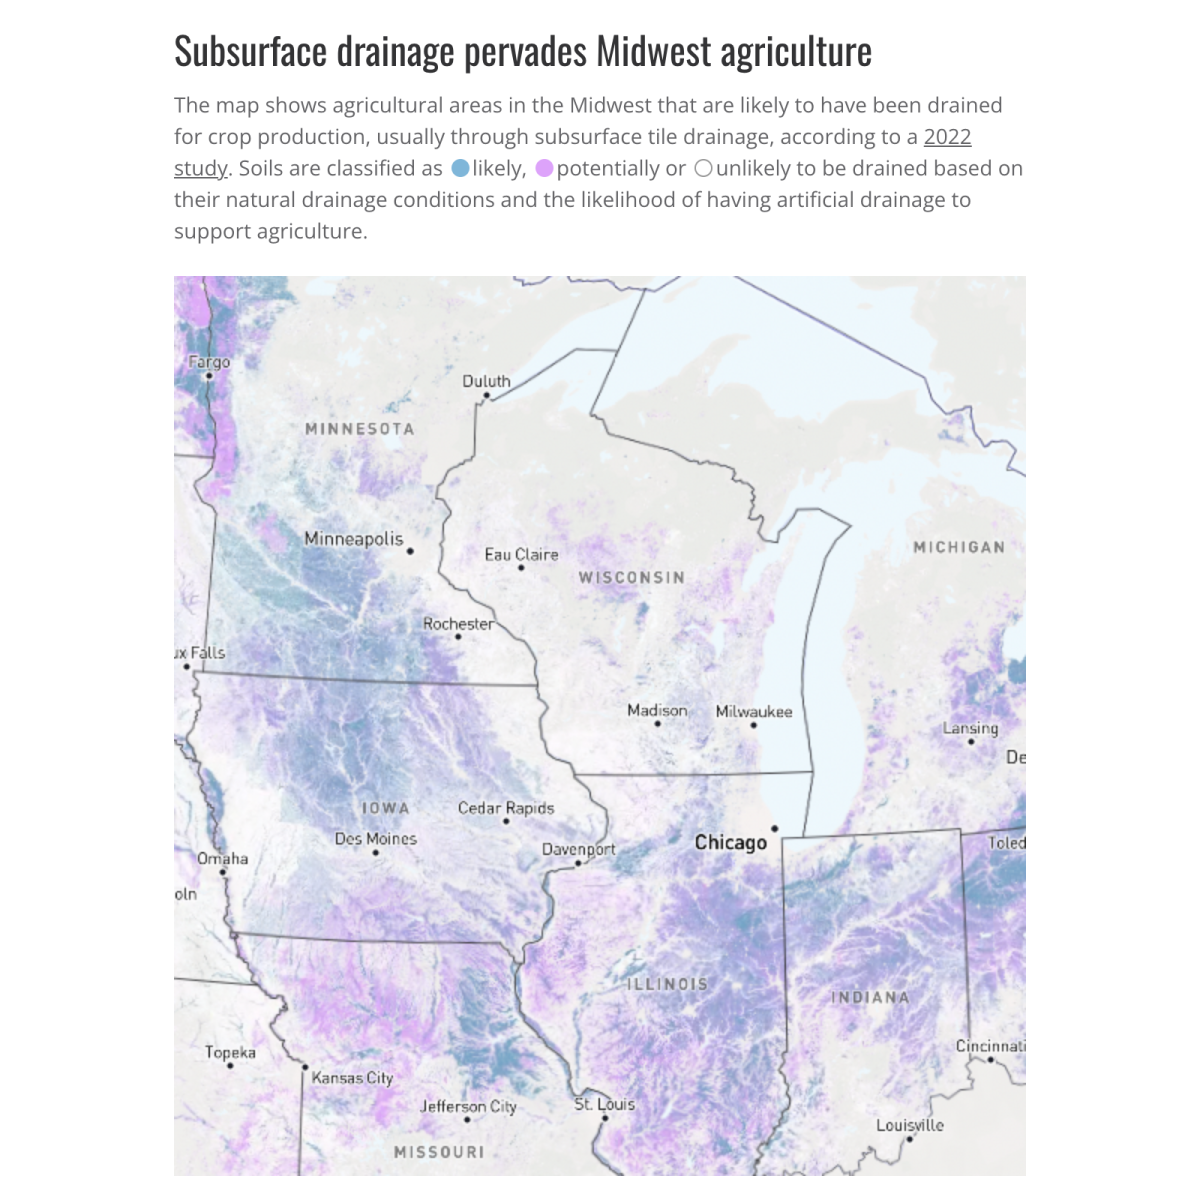 Subsurface drainage pervades Midwest agriculture
The map shows agricultural areas in the Midwest that are likely to have been drained
for crop production, usually through subsurface tile drainage, according to a 2022
study. Soils are classified as likely, potentially or unlikely to be drained based on
their natural drainage conditions and the likelihood of having artificial drainage to
support agriculture.
Fargo
Duluth
MINNESOTA
Minneapolis
Eau Claire
WISCONSIN
MICHIGAN
Rochester
ux Falls
Madison
Milwaukee
Lansing
De
IOWA
Cedar Rapids
Des Moines
Davenport
Chicago
Toled
Omaha
oln
ILLINOIS
INDIANA
Topeka
Kansas City
Cincinnati
Jefferson City
St. Louis
Louisville
MISSOURI